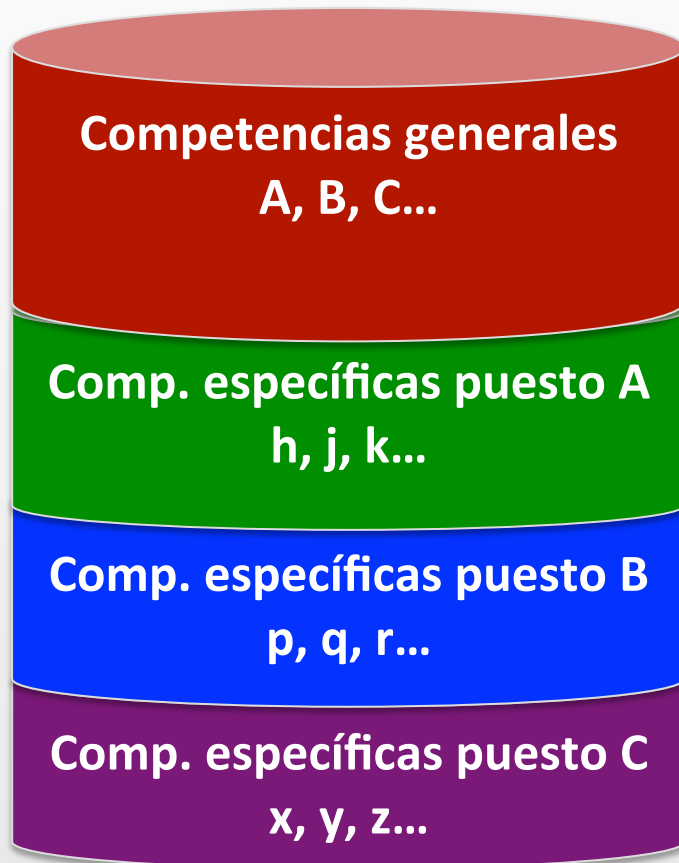 Competencias generales
A, B, C…
Comp. específicas puesto A
h, j, k…
Comp. específicas puesto B
p, q, r…
Comp. específicas puesto C
x, y, z…